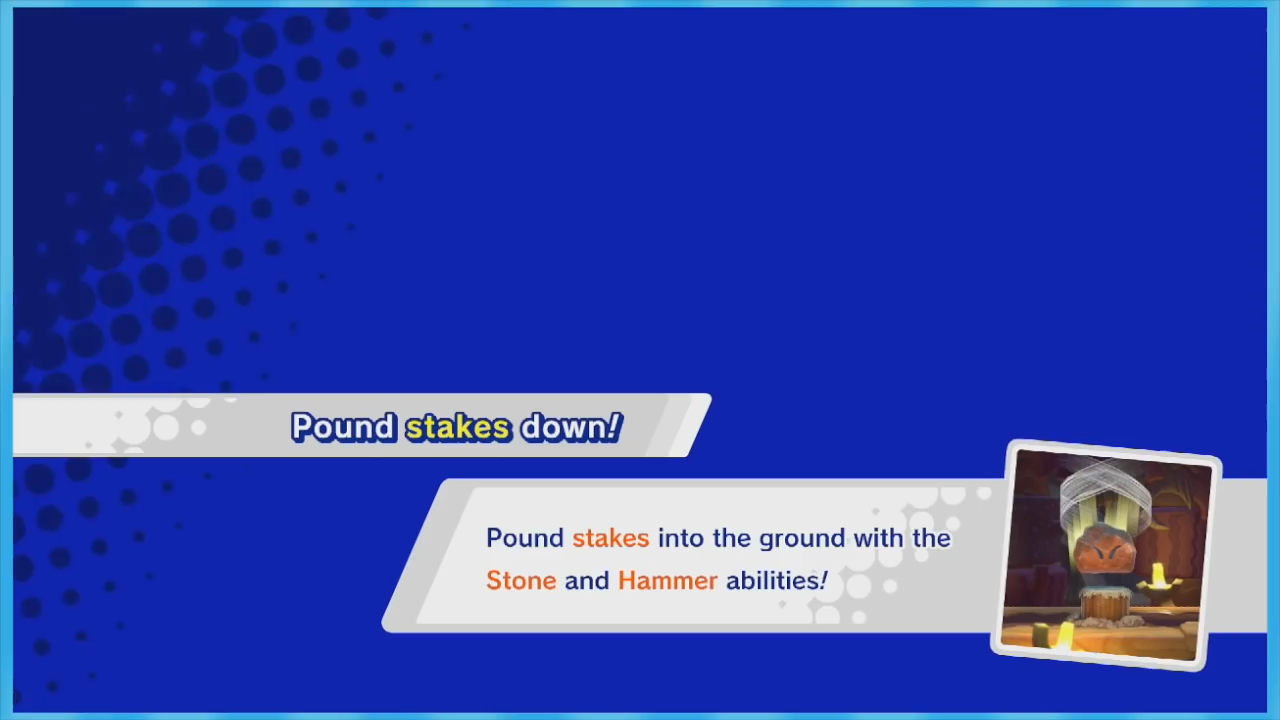 Pound stakes down!
Pound stakes into the ground with the
Stone and Hammer abilities!